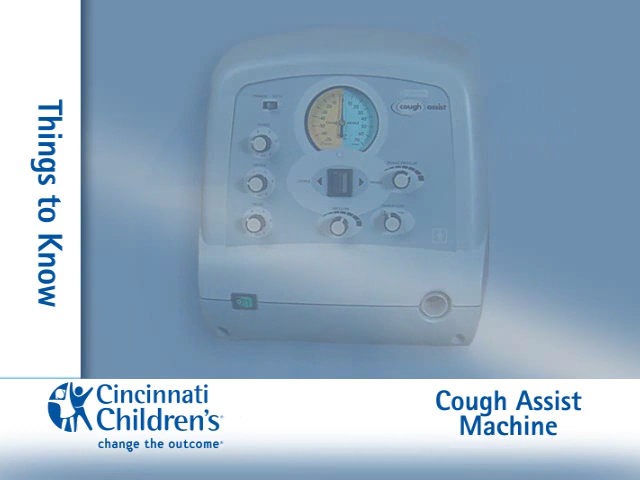 Things to Know
cough assist
Cincinnati
Children's
change the outcome
Cough Assist
Machine